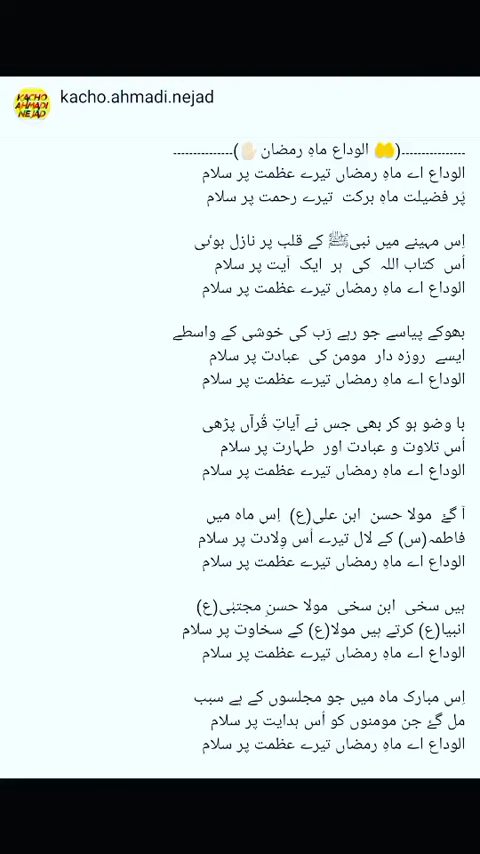 KACHO
AHMADI
NEJAD
kacho.ahmadi.nejad
---------------(🤲 الوداع ماہِ رمضان ✋🏻)--------------
الوداع اے ماہِ رمضاں تیرے عظمت پر سلام
پُر فضیلت ماہِ برکت تیرے رحمت پر سلام
اِس مہینے میں نبیﷺ کے قلب پر نازل ہوئی
اُس کتاب اللہ کی ہر ایک آیت پر سلام
الوداع اے ماہِ رمضاں تیرے عظمت پر سلام
بھوکے پیاسے جو رہے رَب کی خوشی کے واسطے
ایسے روزہ دار مومن کی عبادت پر سلام
الوداع اے ماہِ رمضاں تیرے عظمت پر سلام
با وضو ہو کر بھی جس نے آیاتِ قُرآں پڑھی
اُس تلاوت و عبادت اور طہارت پر سلام
الوداع اے ماہِ رمضاں تیرے عظمت پر سلام
آ گئے مولا حسن ابن علی(ع) اِس ماہ میں
فاطمہ(س) کے لال تیرے اُس وِلادت پر سلام
الوداع اے ماہِ رمضاں تیرے عظمت پر سلام
ہیں سخی ابن سخی مولا حسنِ مجتبٰی(ع)
انبیا(ع) کرتے ہیں مولا(ع) کے سخاوت پر سلام
الوداع اے ماہِ رمضاں تیرے عظمت پر سلام
اِس مبارک ماہ میں جو مجلسوں کے ہے سبب
مل گئے جن مومنوں کو اُس ہدایت پر سلام
الوداع اے ماہِ رمضاں تیرے عظمت پر سلام